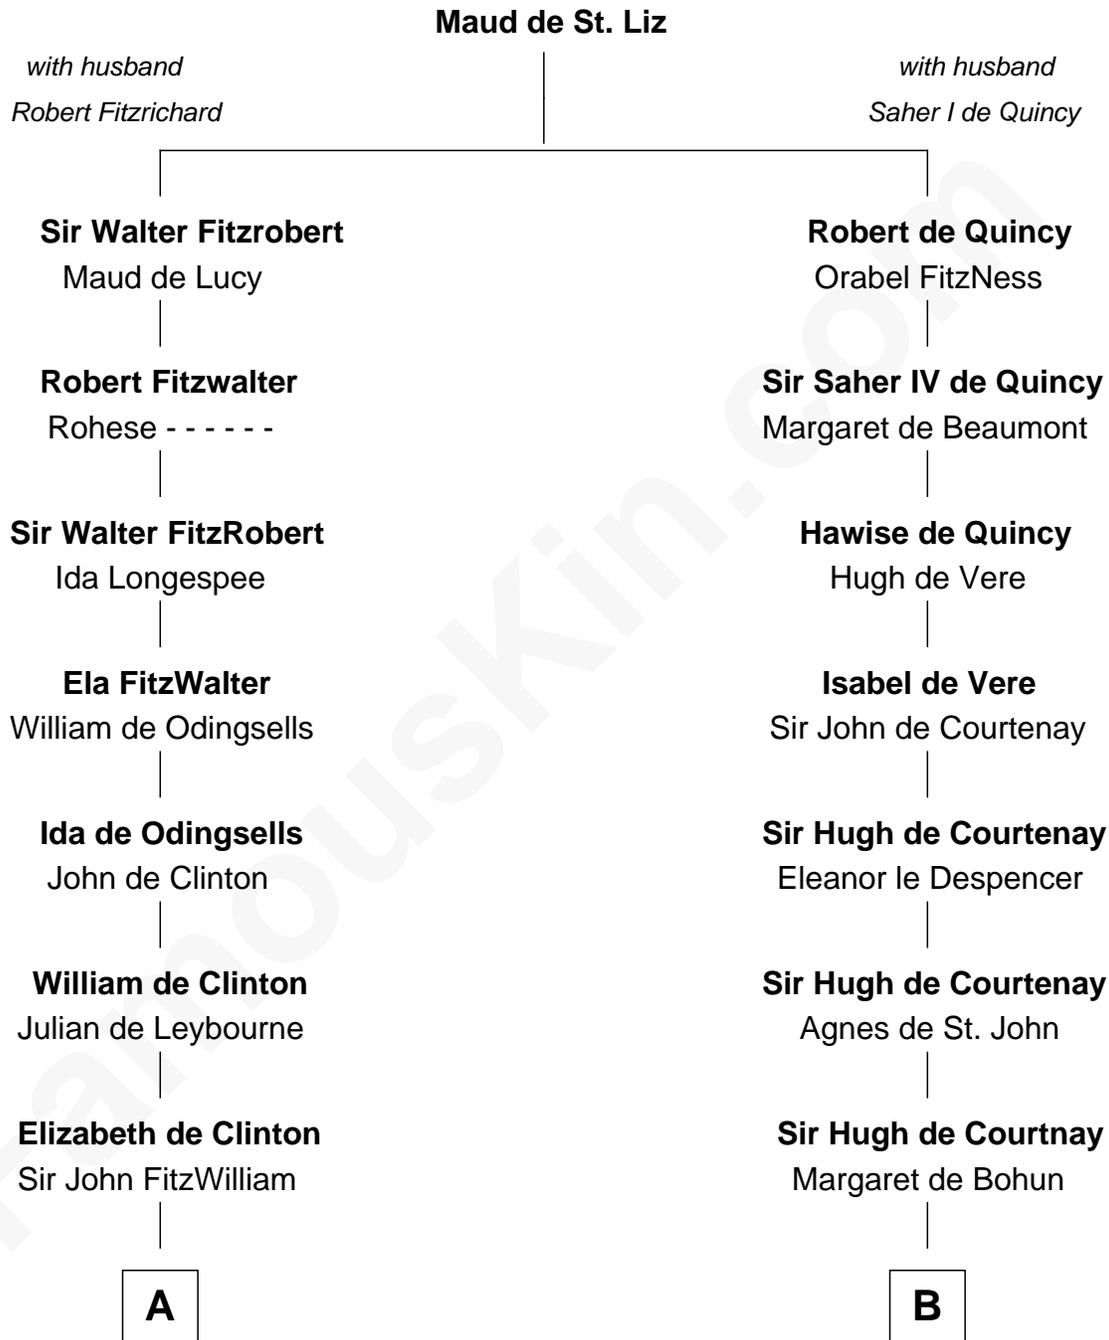 Maud de St. Liz
with husband
Robert Fitzrichard
with husband
Saher I de Quincy
Sir Walter Fitzrobert
Maud de Lucy
Robert de Quincy
Orabel FitzNess
Robert Fitzwalter
Rohese - - - - - -
Sir Saher IV de Quincy
Margaret de Beaumont
Sir Walter FitzRobert
Ida Longespee
Hawise de Quincy
Hugh de Vere
Ela FitzWalter
William de Odingsells
Isabel de Vere
Sir John de Courtenay
Ida de Odingsells
John de Clinton
Sir Hugh de Courtenay
Eleanor le Despencer
William de Clinton
Julian de Leybourne
Sir Hugh de Courtenay
Agnes de St. John
Elizabeth de Clinton
Sir John FitzWilliam
Sir Hugh de Courtnay
Margaret de Bohun
A
B
FamousKin.com